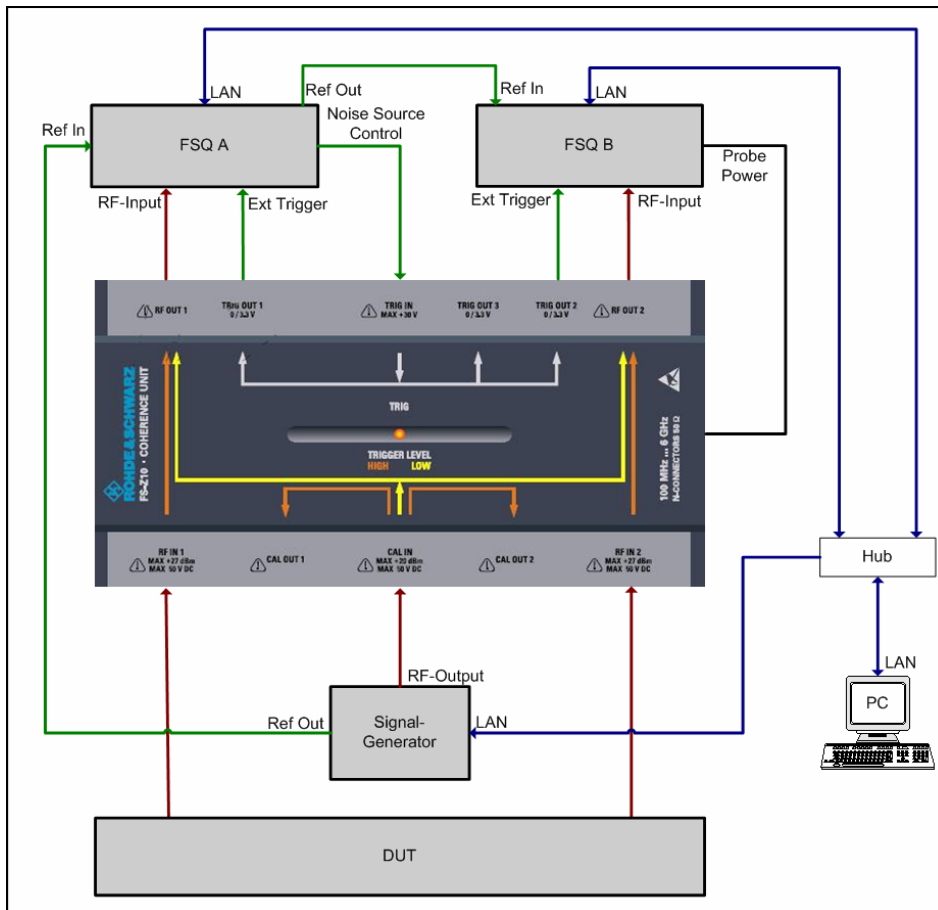 LAN
Ref Out
Ref In
LAN
Noise Source
Control
Ref In
FSQ A
FSQ B
Probe
Power
RF-Input
Ext Trigger
Ext Trigger
RF-Input
RF OUT 1
TRIG OUT 1
0 / 3.3 V
TRIG IN
MAX +30 V
TRIG OUT 3
0 / 3.3 V
TRIG OUT 2
0 / 3.3 V
RF OUT 2
ROHDE&SCHWARZ
FS-Z10 · COHERENCE UNIT
TRIG
TRIGGER LEVEL
HIGH LOW
100 MHz ... 6 GHz
N-CONNECTORS 50 Ω
RF IN 1
MAX +27 dBm
MAX 50 V DC
CAL OUT 1
CAL IN
MAX +20 dBm
MAX 50 V DC
CAL OUT 2
RF IN 2
MAX +27 dBm
MAX 50 V DC
Hub
LAN
PC
RF-Output
Ref Out
Signal-
Generator
LAN
DUT